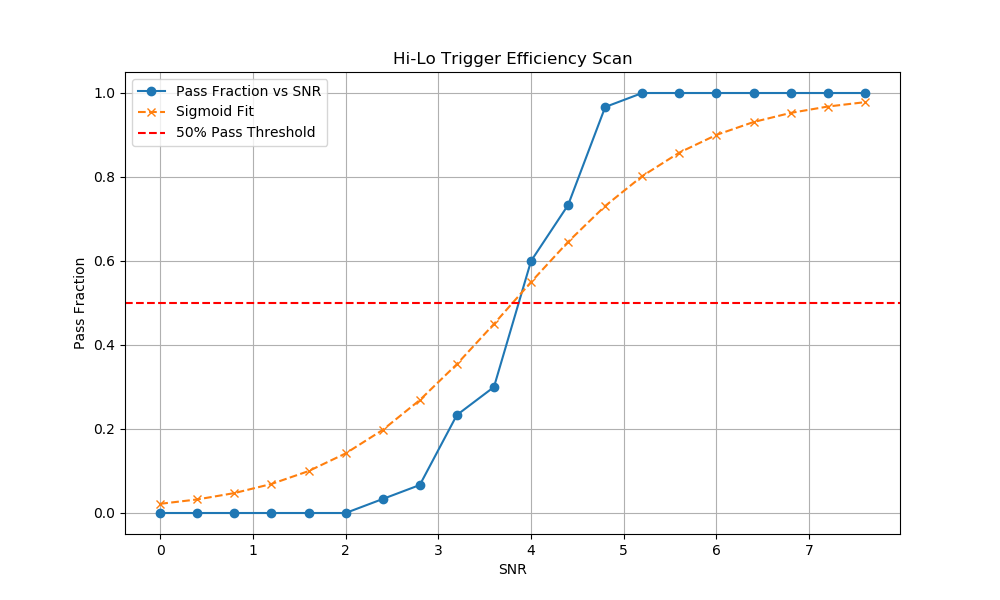 Hi-Lo Trigger Efficiency Scan
Pass Fraction vs SNR
Sigmoid Fit
50% Pass Threshold
1.0
0.8
0.6
0.4
0.2
0.0
Pass Fraction
0 1 2 3 4 5 6 7
SNR